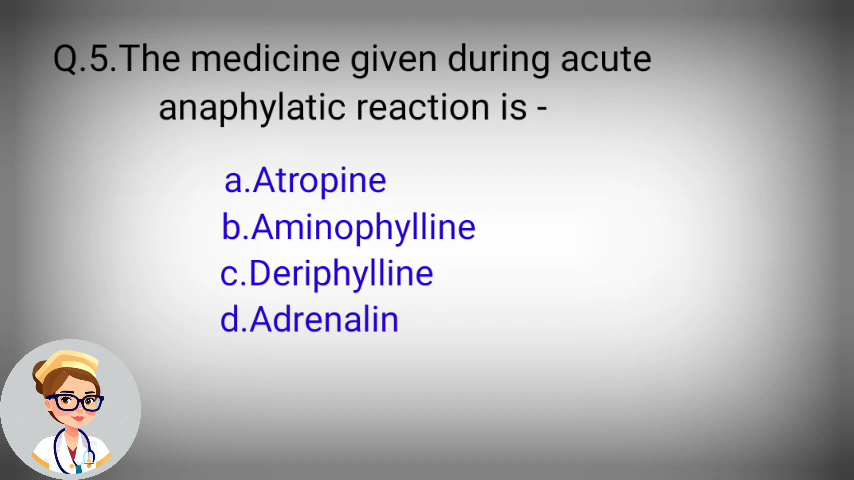 Q.5.The medicine given during acute
anaphylatic reaction is -
a.Atropine
b.Aminophylline
c.Deriphylline
d.Adrenalin